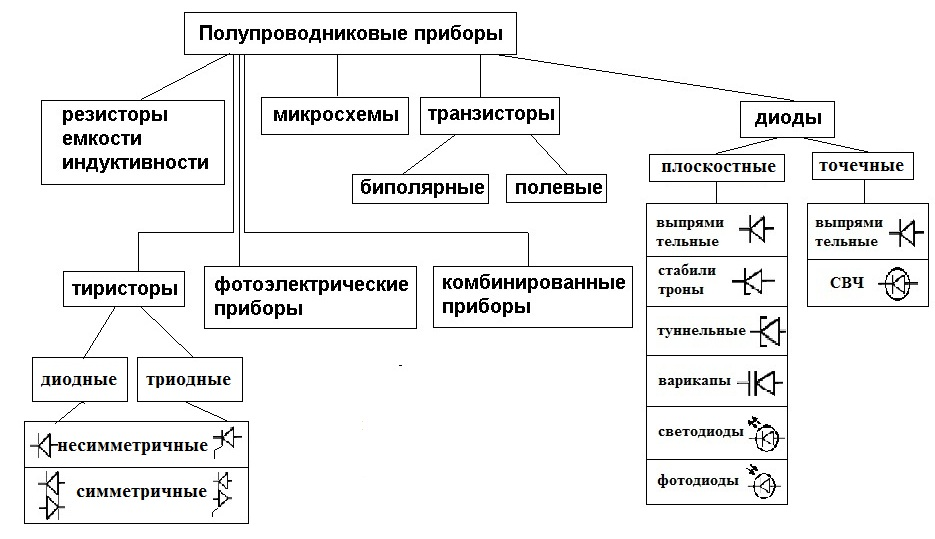 Полупроводниковые приборы
резисторы
емкости
индуктивности
микросхемы
транзисторы
диоды
биполярные
полевые
плоскостные
точечные
выпрями
тельные
стабили
троны
туннельные
варикапы
светодиоды
фотодиоды
выпрями
тельные
СВЧ
тиристоры
фотоэлектрические
приборы
комбинированные
приборы
диодные
триодные
несимметричные
симметричные